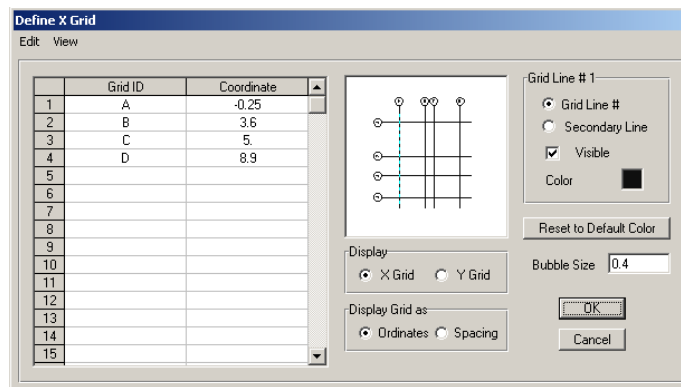 Define X Grid
Edit View
Grid ID Coordinate
1 A -0.25
2 B 3.6
3 C 5.
4 D 8.9
5
6
7
8
9
10
11
12
13
14
15
Display
X Grid Y Grid
Display Grid as
Ordinates Spacing
Grid Line # 1
Grid Line #
Secondary Line
Visible
Color
Reset to Default Color
Bubble Size 0.4
OK
Cancel